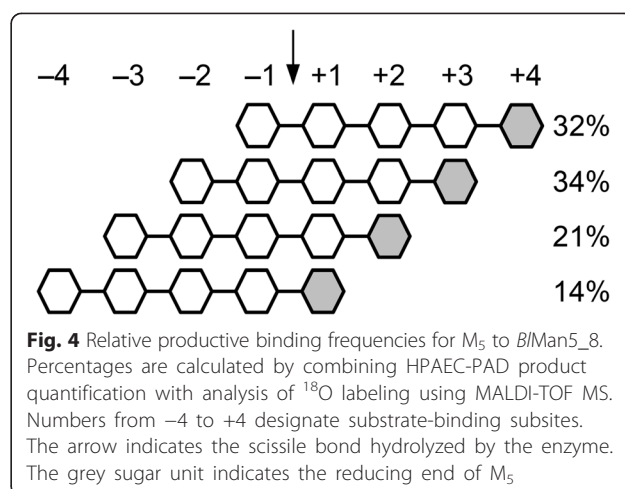 −4 −3 −2 −1 +1 +2 +3 +4
32%
34%
21%
14%
Fig. 4 Relative productive binding frequencies for M₅ to BlMan5_8.
Percentages are calculated by combining HPAEC-PAD product
quantification with analysis of ¹⁸O labeling using MALDI-TOF MS.
Numbers from −4 to +4 designate substrate-binding subsites.
The arrow indicates the scissile bond hydrolyzed by the enzyme.
The grey sugar unit indicates the reducing end of M₅